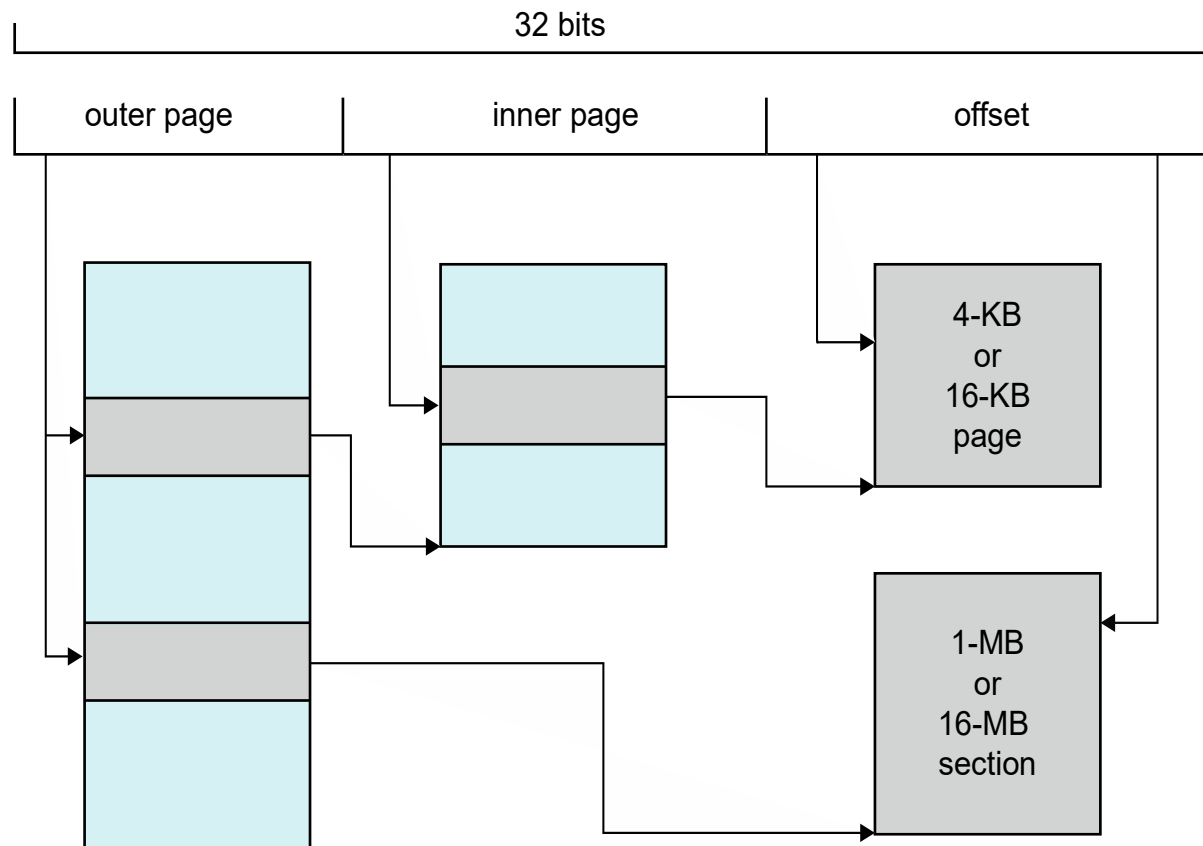 32 bits
outer page
inner page
offset
4-KB
or
16-KB
page
1-MB
or
16-MB
section